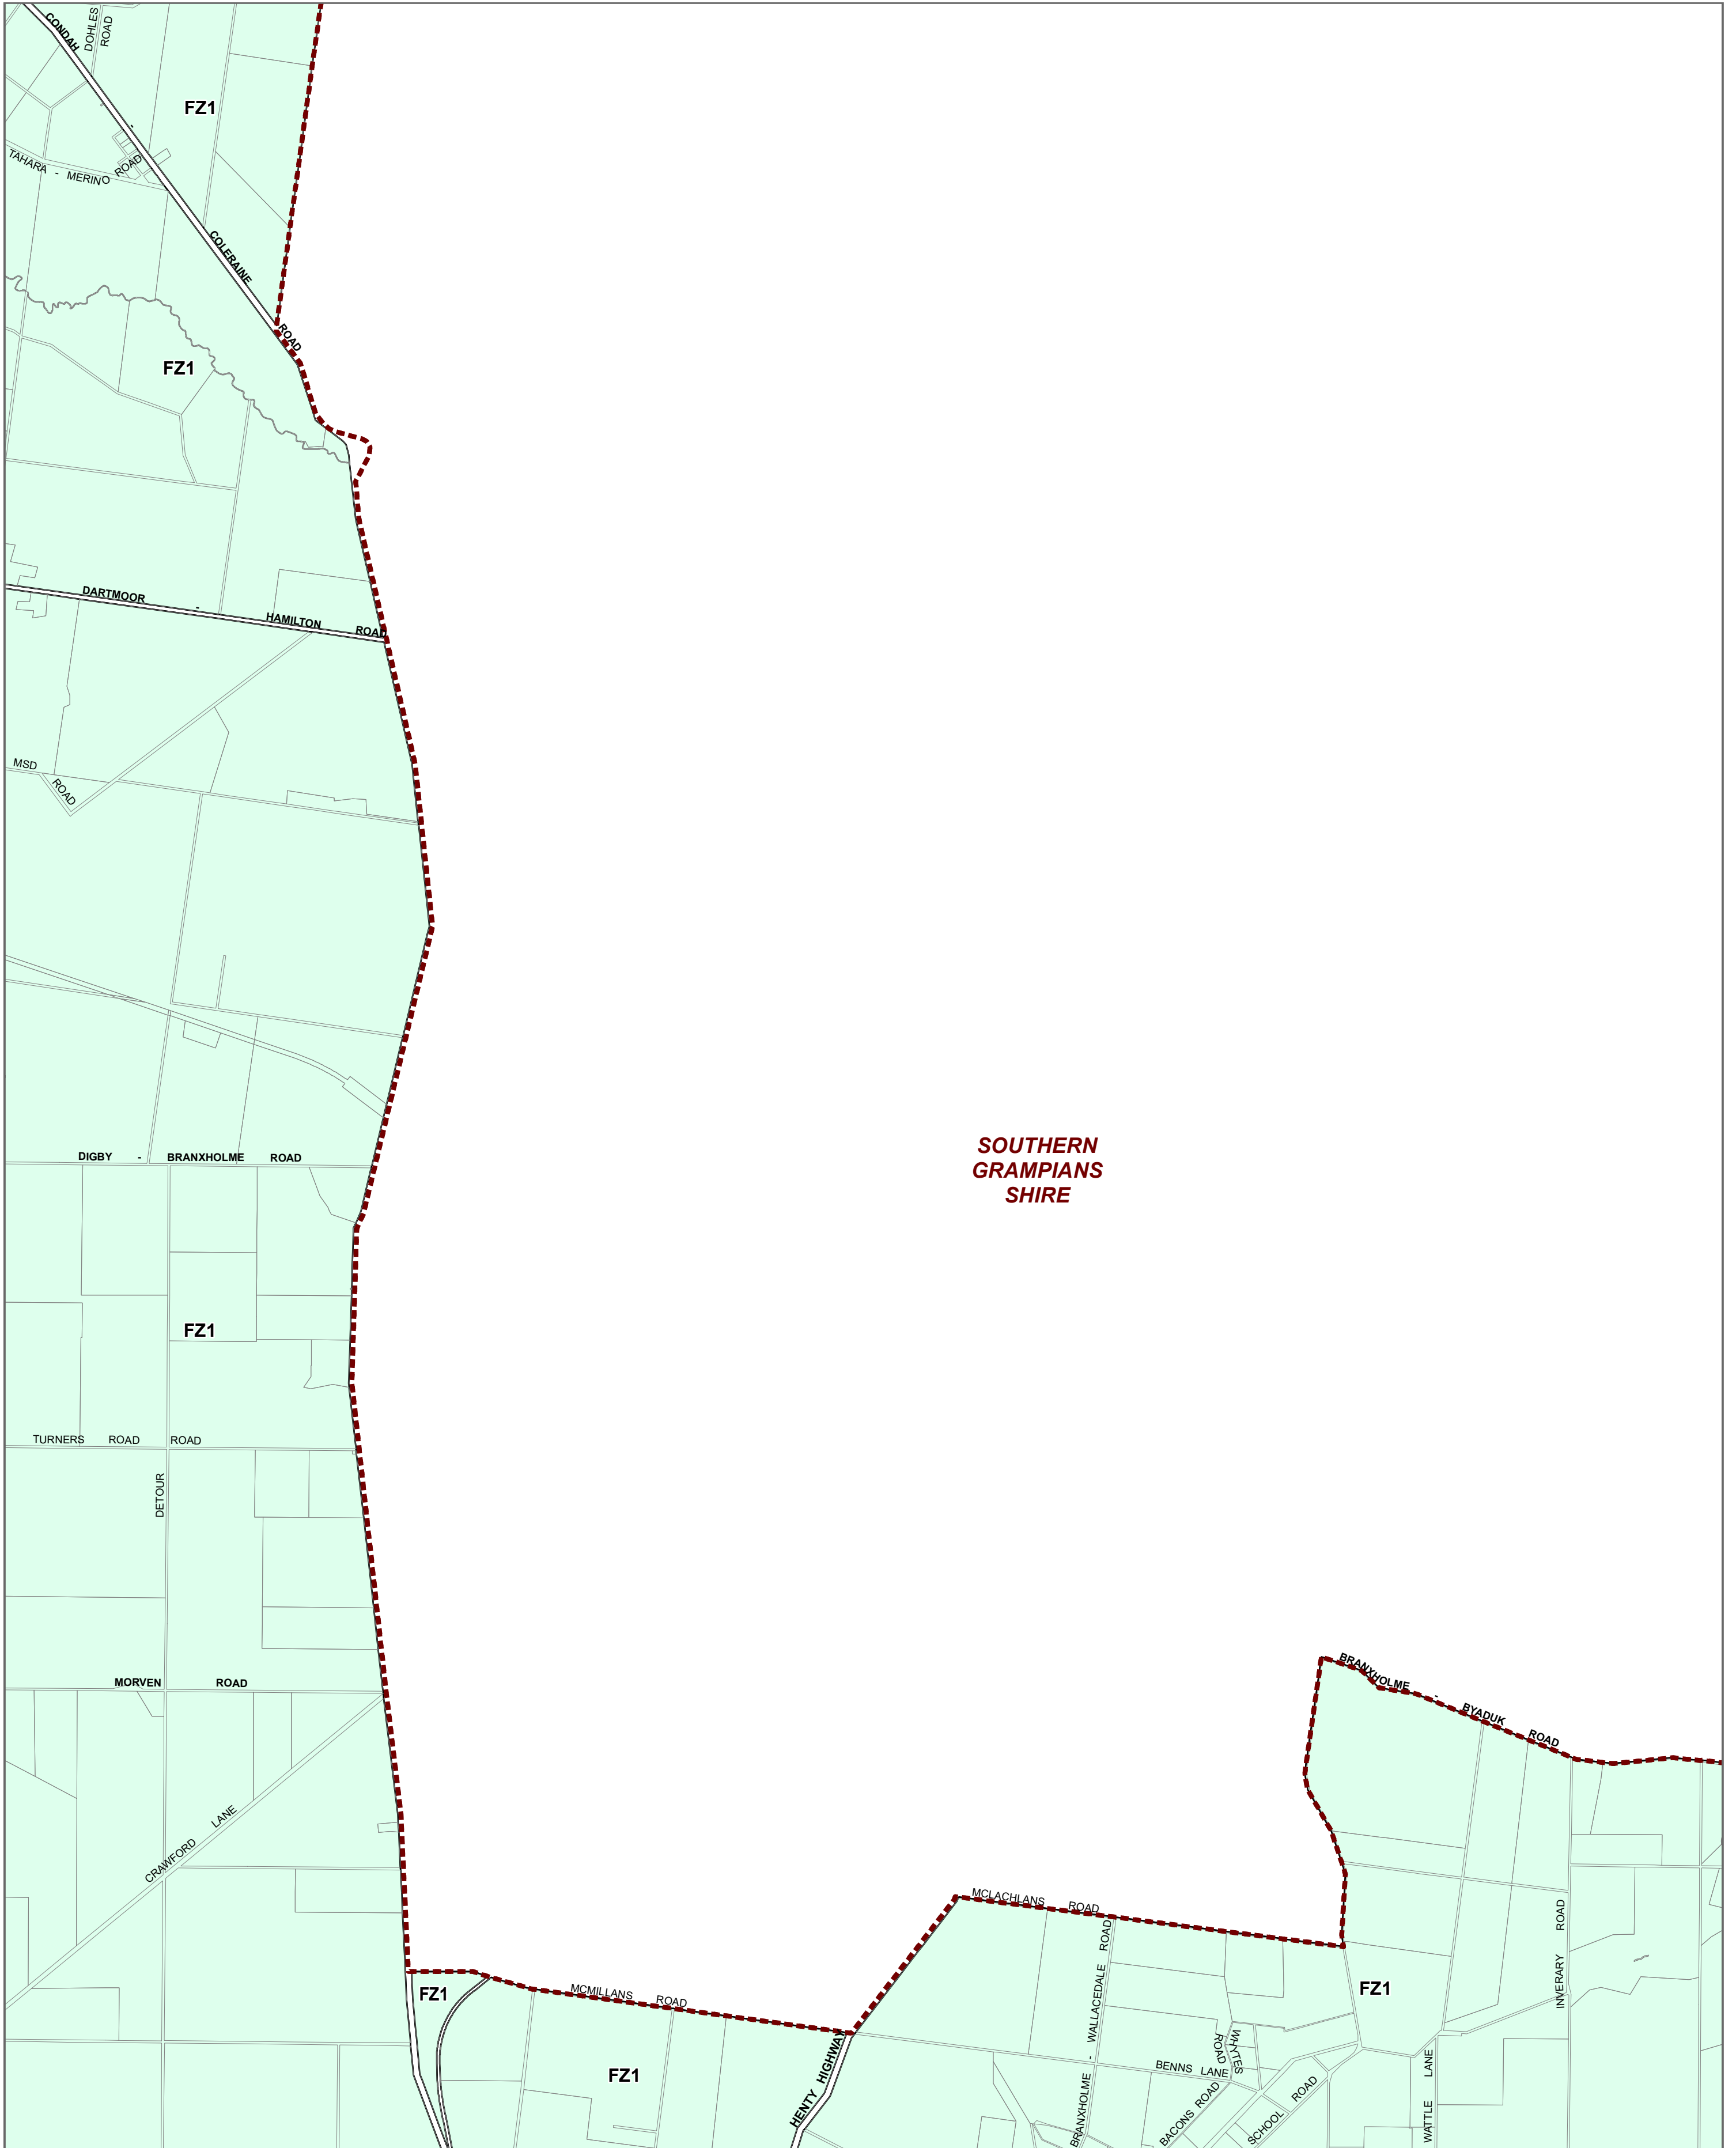 CONDAH
-
COLERAINE
ROAD
DOHLES
ROAD
FZ1
TAHARA - MERINO ROAD
FZ1
DARTMOOR - HAMILTON ROAD
MSD
ROAD
SOUTHERN
GRAMPIANS
SHIRE
DIGBY - BRANXHOLME ROAD
FZ1
TURNERS ROAD ROAD
DETOUR
MORVEN ROAD
BRANXHOLME - BYADUK ROAD
CRAWFORD LANE
MCLACHLANS ROAD
FZ1
MCMILLANS ROAD
FZ1
BRANXHOLME - WALLACEDALE ROAD
INVERARY ROAD
FZ1
HENTY HIGHWAY
WHYTES
ROAD
BENNS LANE
BACONS ROAD
SCHOOL ROAD
WATTLE LANE